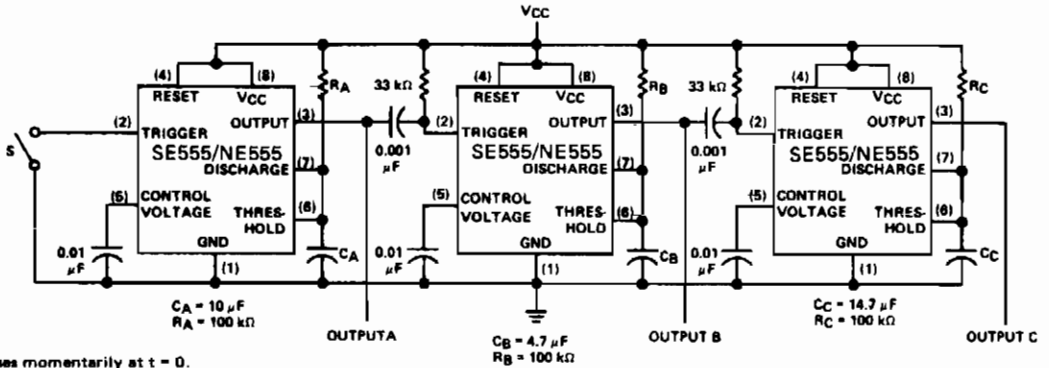 VCC
(4)
(8)
RESET
VCC
RA
33 kΩ
(4)
(8)
RESET
VCC
RB
33 kΩ
(4)
(8)
RESET
VCC
RC
S
(2)
TRIGGER
OUTPUT
(3)
SE555/NE555
DISCHARGE
(7)
0.001
μF
(2)
TRIGGER
OUTPUT
(3)
SE555/NE555
DISCHARGE
(7)
0.001
μF
(2)
TRIGGER
OUTPUT
(3)
SE555/NE555
DISCHARGE
(7)
CONTROL
VOLTAGE
THRES-
HOLD
(6)
GND
(1)
0.01
μF
CA
(5)
CONTROL
VOLTAGE
THRES-
HOLD
(6)
GND
(1)
0.01
μF
CB
(5)
CONTROL
VOLTAGE
THRES-
HOLD
(6)
GND
(1)
0.01
μF
CC
CA = 10 μF
RA = 100 kΩ
OUTPUT A
CB = 4.7 μF
RB = 100 kΩ
OUTPUT B
CC = 14.7 μF
RC = 100 kΩ
OUTPUT C
momentarily at t = 0.